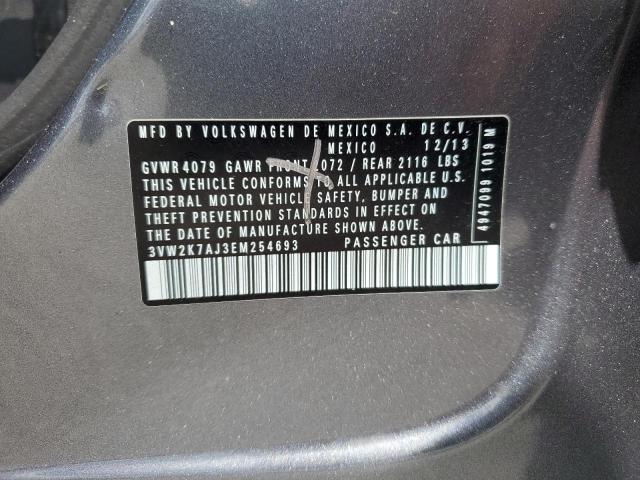 MFD BY VOLKSWAGEN DE MEXICO S.A. DE C.V.
MEXICO 12/13
GVWR 4079 GAWR FRONT 2072 / REAR 2116 LBS
THIS VEHICLE CONFORMS TO ALL APPLICABLE U.S.
FEDERAL MOTOR VEHICLE SAFETY, BUMPER AND
THEFT PREVENTION STANDARDS IN EFFECT ON
THE DATE OF MANUFACTURE SHOWN ABOVE.
3VW2K7AJ3EM254693 PASSENGER CAR
4947099 1019 M